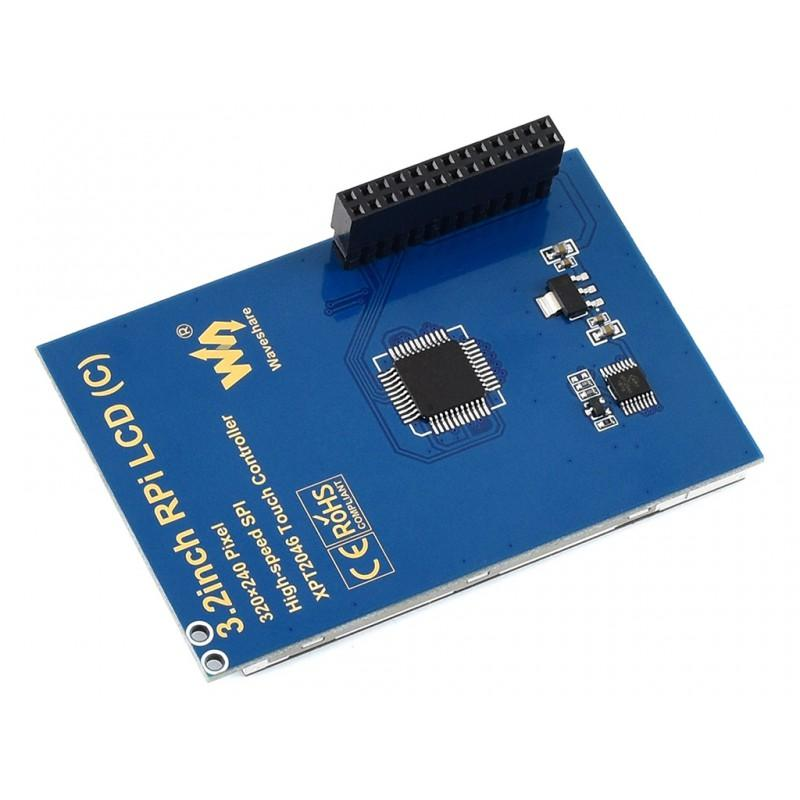 3.2inch RPi LCD (C)
320×240 Pixel
High-speed SPI
XPT2046 Touch Controller
Waveshare
®
CE
RoHS
COMPLIANT